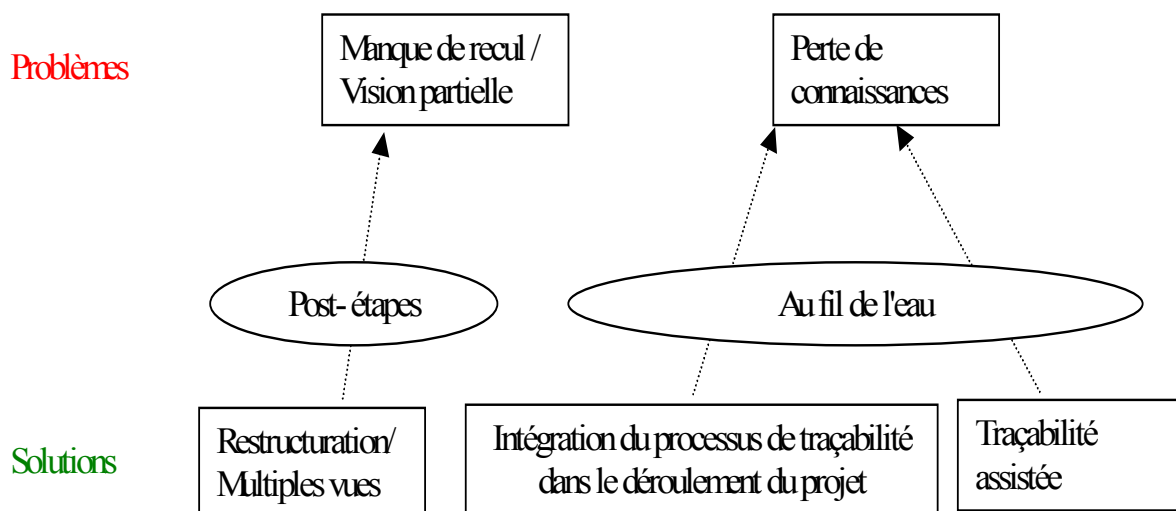 Problèmes
Manque de recul /
Vision partielle
Perte de
connaissances
Post- étapes
Au fil de l'eau
Solutions
Restructuration/
Multiples vues
Intégration du processus de traçabilité
dans le déroulement du projet
Traçabilité
assistée